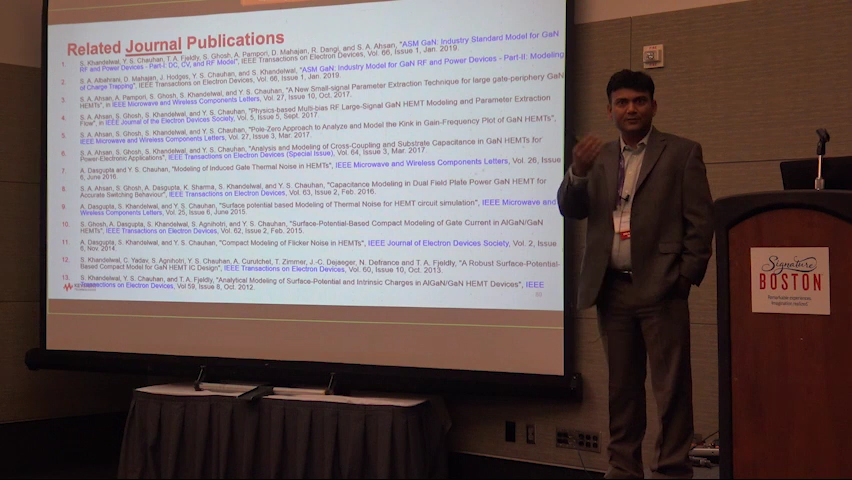 Related Journal Publications
1. S. Khandelwal, Y. S. Chauhan, T. A. Fjeldly, S. Ghosh, A. Pampori, D. Mahajan, R. Dangi, and S. A. Ahsan, "ASM GaN: Industry Standard Model for GaN
RF and Power Devices - Part-I: DC, CV, and RF Model", IEEE Transactions on Electron Devices, Vol. 66, Issue 1, Jan. 2019.
2. S. A. Albahrani, D. Mahajan, J. Hodges, Y. S. Chauhan, and S. Khandelwal, "ASM GaN: Industry Model for GaN RF and Power Devices - Part-II: Modeling
of Charge Trapping", IEEE Transactions on Electron Devices, Vol. 66, Issue 1, Jan. 2019.
3. S. A. Ahsan, A. Pampori, S. Ghosh, S. Khandelwal, and Y. S. Chauhan, "A New Small-signal Parameter Extraction Technique for large gate-periphery GaN
HEMTs", in IEEE Microwave and Wireless Components Letters, Vol. 27, Issue 10, Oct. 2017.
4. S. A. Ahsan, S. Ghosh, S. Khandelwal, and Y. S. Chauhan, "Physics-based Multi-bias RF Large-Signal GaN HEMT Modeling and Parameter Extraction
Flow", in IEEE Journal of the Electron Devices Society, Vol. 5, Issue 5, Sept. 2017.
5. S. A. Ahsan, S. Ghosh, S. Khandelwal, and Y. S. Chauhan, "Pole-Zero Approach to Analyze and Model the Kink in Gain-Frequency Plot of GaN HEMTs",
IEEE Microwave and Wireless Components Letters, Vol. 27, Issue 3, Mar. 2017.
6. S. A. Ahsan, S. Ghosh, S. Khandelwal, and Y. S. Chauhan, "Analysis and Modeling of Cross-Coupling and Substrate Capacitance in GaN HEMTs for
Power-Electronic Applications", IEEE Transactions on Electron Devices (Special Issue), Vol. 64, Issue 3, Mar. 2017.
7. A. Dasgupta and Y. S. Chauhan, "Modeling of Induced Gate Thermal Noise in HEMTs", IEEE Microwave and Wireless Components Letters, Vol. 26, Issue
6, June 2016.
8. S. A. Ahsan, S. Ghosh, A. Dasgupta, K. Sharma, S. Khandelwal, and Y. S. Chauhan, "Capacitance Modeling in Dual Field Plate Power GaN HEMT for
Accurate Switching Behaviour", IEEE Transactions on Electron Devices, Vol. 63, Issue 2, Feb. 2016.
9. A. Dasgupta, S. Khandelwal, and Y. S. Chauhan, "Surface potential based Modeling of Thermal Noise for HEMT circuit simulation", IEEE Microwave and
Wireless Components Letters, Vol. 25, Issue 6, June 2015.
10. S. Ghosh, A. Dasgupta, S. Khandelwal, S. Agnihotri, and Y. S. Chauhan, "Surface-Potential-Based Compact Modeling of Gate Current in AlGaN/GaN
HEMTs", IEEE Transactions on Electron Devices, Vol. 62, Issue 2, Feb. 2015.
11. A. Dasgupta, S. Khandelwal, and Y. S. Chauhan, "Compact Modeling of Flicker Noise in HEMTs", IEEE Journal of Electron Devices Society, Vol. 2, Issue
6, Nov. 2014.
12. S. Khandelwal, C. Yadav, S. Agnihotri, Y. S. Chauhan, A. Curutchet, T. Zimmer, J.-C. Dejaeger, N. Defrance and T. A. Fjeldly, "A Robust Surface-Potential-
Based Compact Model for GaN HEMT IC Design", IEEE Transactions on Electron Devices, Vol. 60, Issue 10, Oct. 2013.
13. S. Khandelwal, Y. S. Chauhan, and T. A. Fjeldly, "Analytical Modeling of Surface-Potential and Intrinsic Charges in AlGaN/GaN HEMT Devices", IEEE
Transactions on Electron Devices, Vol 59, Issue 8, Oct. 2012.
Signature
BOSTON